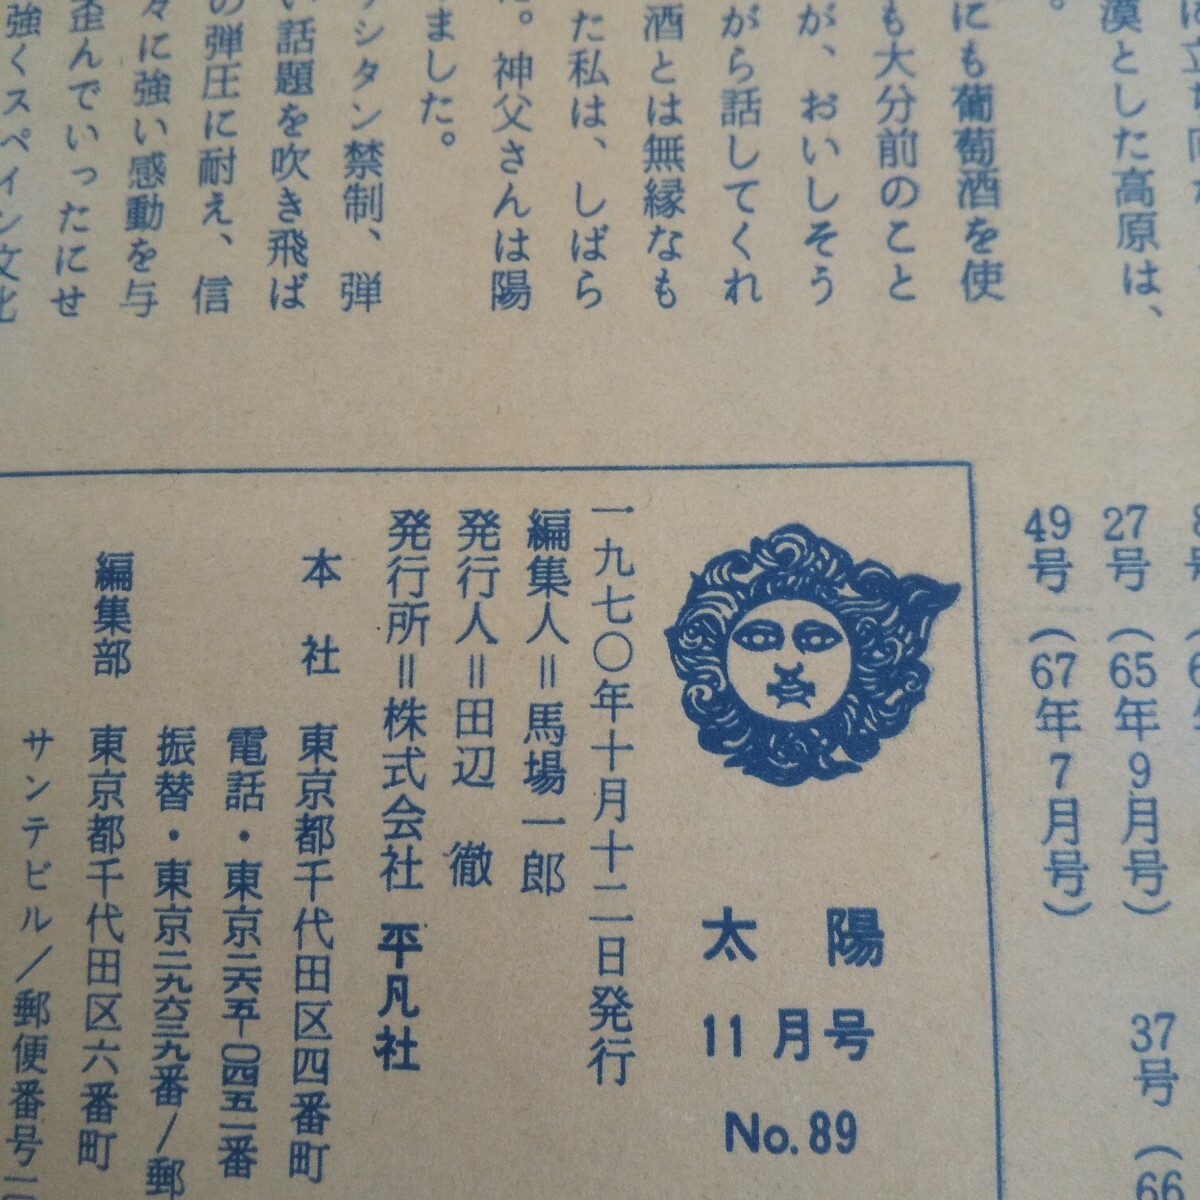 漠とした高原は、
にも葡萄酒を使
も大分前のこと
が、おいしそう
がら話してくれ
酒とは無縁なも
た私は、しばら
。神父さんは陽
ました。
シタン禁制、弾
い話題を吹き飛ば
の弾圧に耐え、信
々に強い感動を与
歪んでいったにせ
強くスペイン文化
37号（66
27号（65年9月号）
49号（67年7月号）
太陽
11月号
No.89
一九七〇年十月十二日発行
編集人＝馬場一郎
発行人＝田辺　徹
発行所＝株式会社 平凡社
本　社　東京都千代田区四番町
電話・東京二六五−〇四五一番
振替・東京二九六三九番/郵
編集部　東京都千代田区六番町
サンテビル/郵便番号